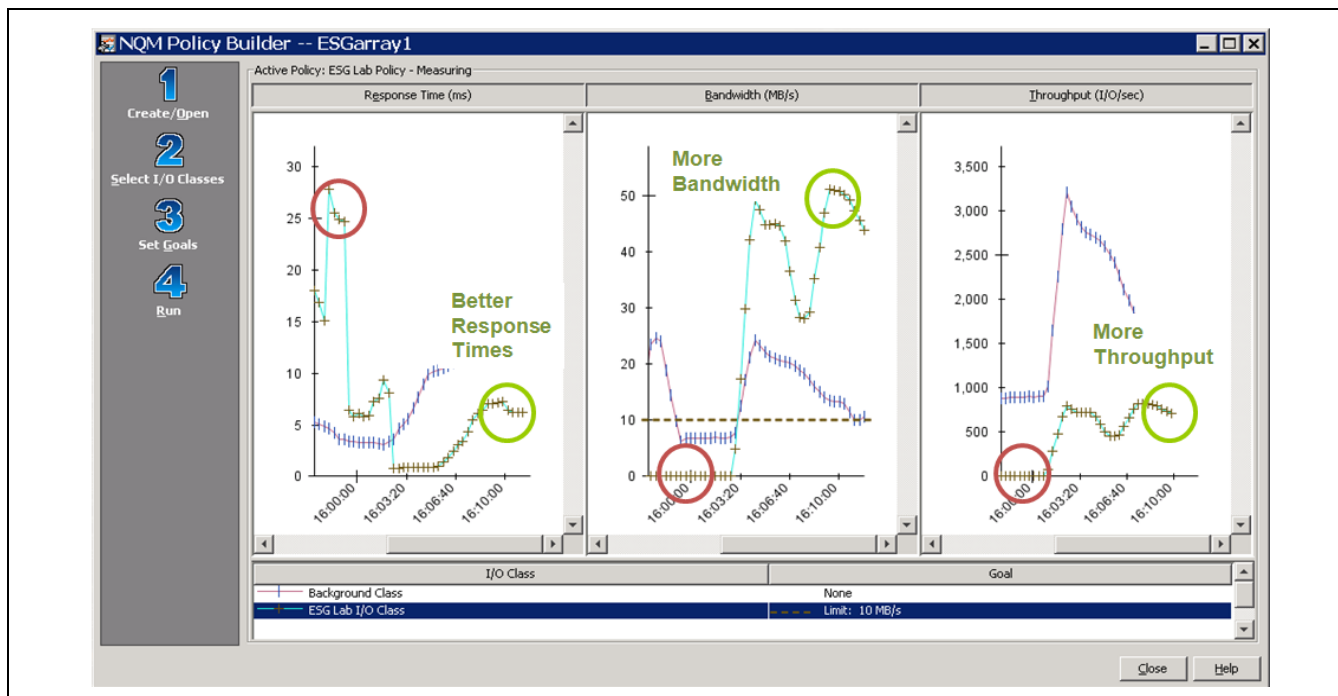 NQM Policy Builder -- ESGarray1
1
Create/Open
2
Select I/O Classes
3
Set Goals
4
Run
Active Policy: ESG Lab Policy - Measuring
Response Time (ms)
30
25
20
15
10
5
0
16:00:00
16:03:20
16:06:40
16:10:00
Better
Response
Times
Bandwidth (MB/s)
50
40
30
20
10
0
16:00:00
16:03:20
16:06:40
16:10:00
More
Bandwidth
Throughput (I/O/sec)
3,500
3,000
2,500
2,000
1,500
1,000
500
0
16:00:00
16:03:20
16:06:40
16:10:00
More
Throughput
I/O Class Goal
Background Class None
ESG Lab I/O Class Limit: 10 MB/s
Close Help